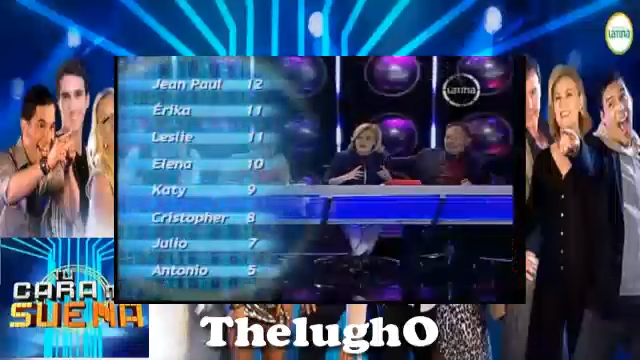 LATINA
LATINA
Jean Paul 12
Érika 11
Leslie 11
Elena 10
Katy 9
Cristopher 8
Julio 7
Antonio 5
TU
CARA ME
SUENA
ThelughO